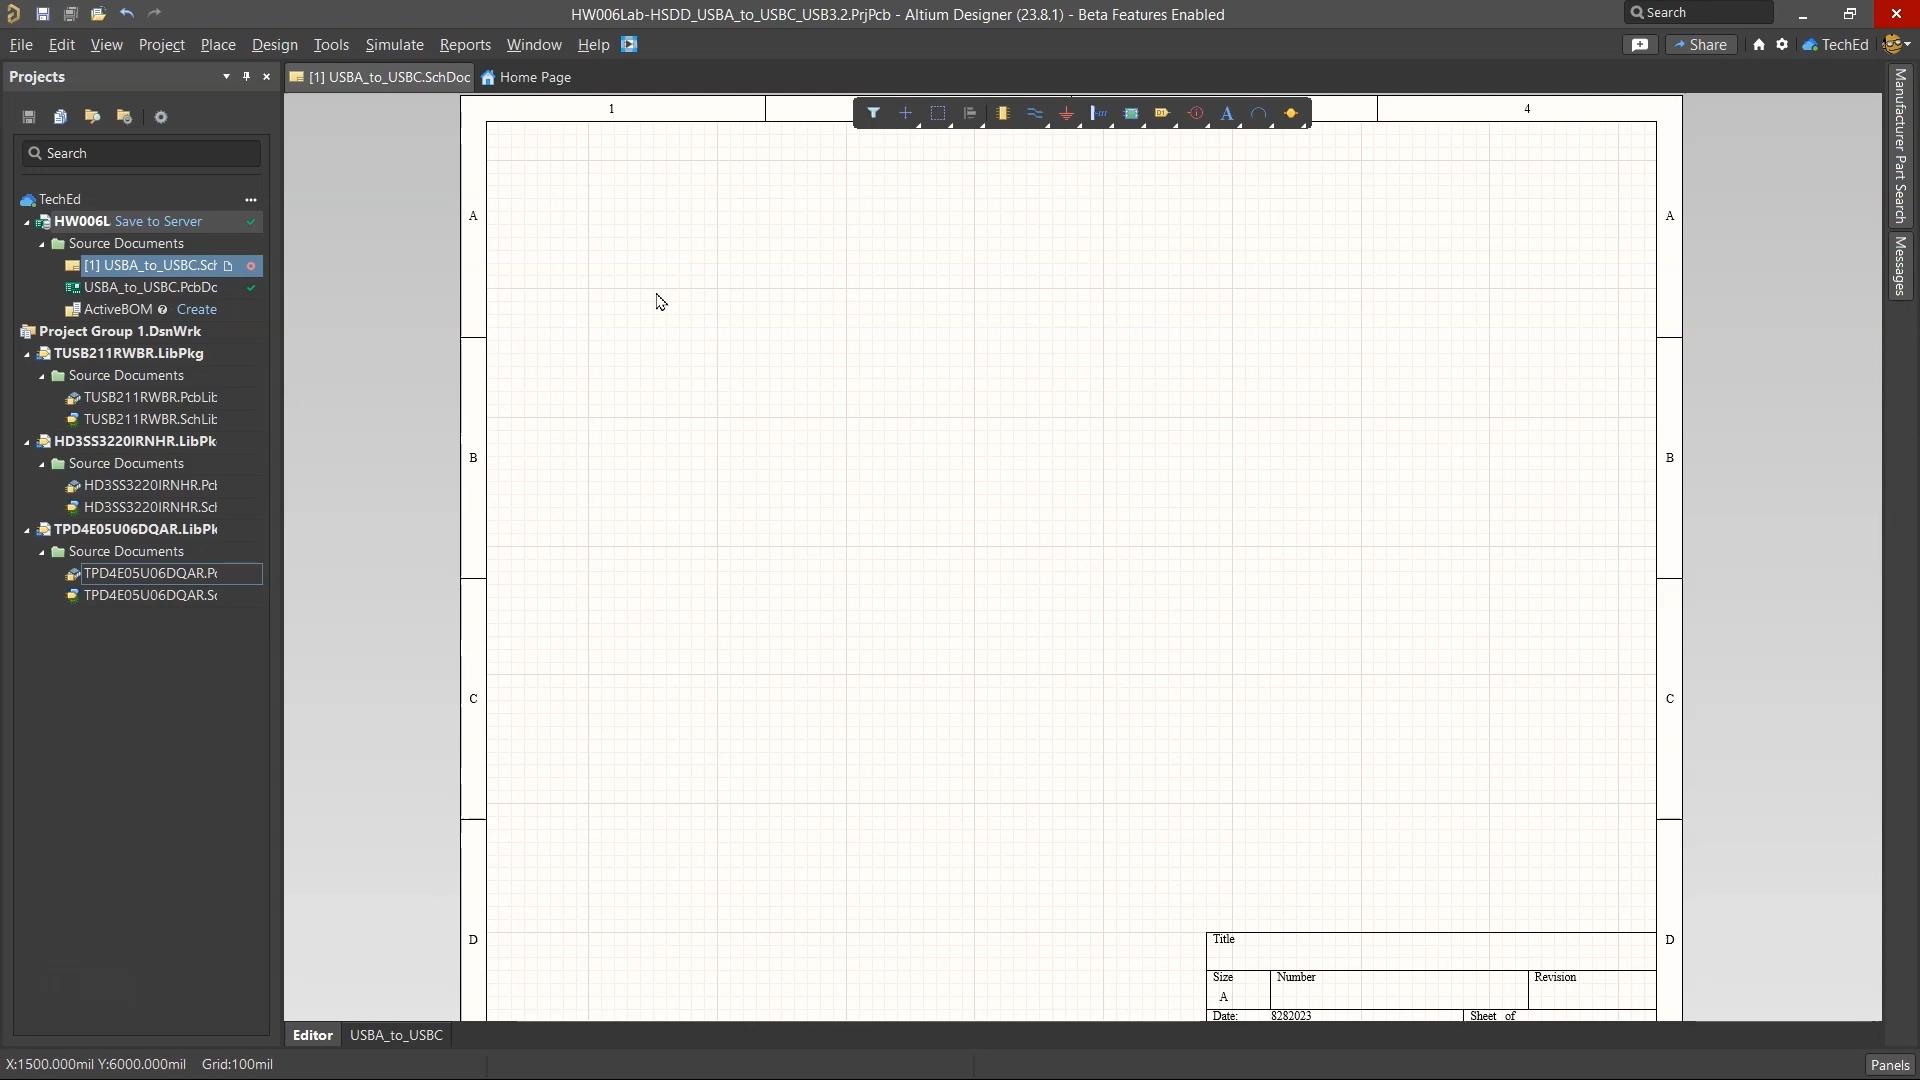 HW006Lab-HSDD_USBA_to_USBC_USB3.2.PrjPcb - Altium Designer (23.8.1) - Beta Features Enabled
Search
File Edit View Project Place Design Tools Simulate Reports Window Help
Share
TechEd
Projects
[1] USBA_to_USBC.SchDoc
Home Page
Search
TechEd
HW006L Save to Server
Source Documents
[1] USBA_to_USBC.Sch
USBA_to_USBC.PcbDc
ActiveBOM Create
Project Group 1.DsnWrk
TUSB211RWBR.LibPkg
Source Documents
TUSB211RWBR.PcbLib
TUSB211RWBR.SchLib
HD3SS3220IRNHR.LibPk
Source Documents
HD3SS3220IRNHR.Pcl
HD3SS3220IRNHR.Scl
TPD4E05U06DQAR.LibPk
Source Documents
TPD4E05U06DQAR.Pc
TPD4E05U06DQAR.Sc
1
4
A
A
B
B
C
C
D
D
Title
Size
Number
Revision
A
Date:
8282023
Sheet of
Manufacturer Part Search
Messages
Editor
USBA_to_USBC
X:1500.000mil Y:6000.000mil Grid:100mil
Panels